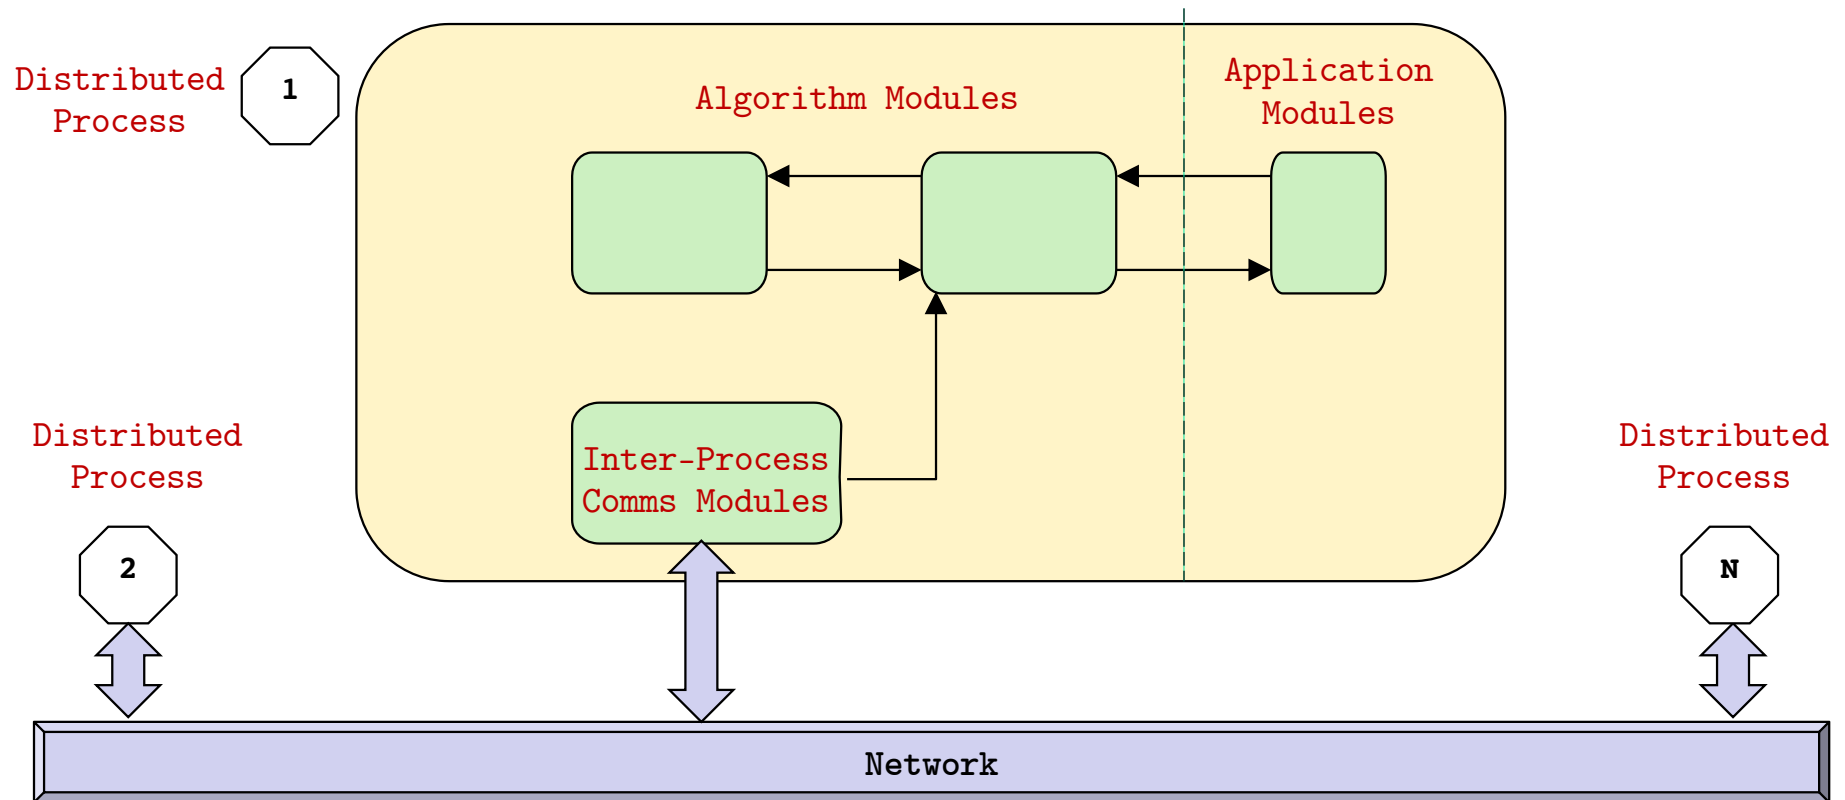 Distributed
Process
1
Algorithm Modules
Application
Modules
Inter-Process
Comms Modules
Distributed
Process
2
Distributed
Process
N
Network